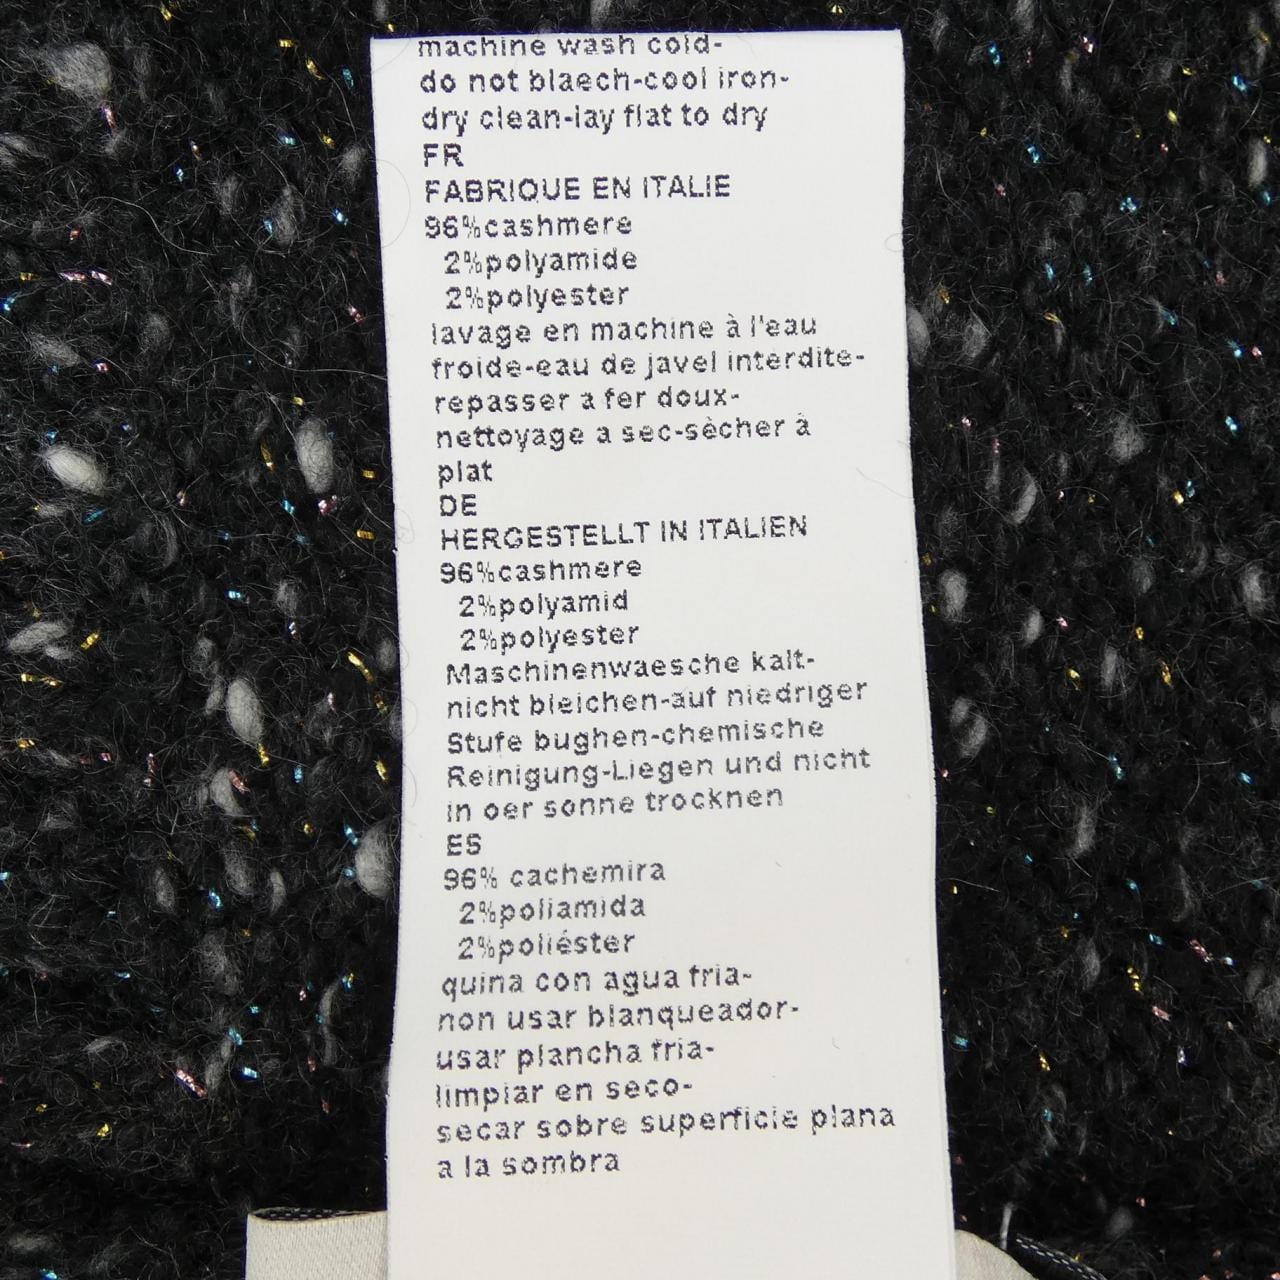 machine wash cold-
do not blaech-cool iron-
dry clean-lay flat to dry
FR
FABRIQUE EN ITALIE
96%cashmere
2%polyamide
2%polyester
lavage en machine à l'eau
froide-eau de javel interdite-
repasser a fer doux-
nettoyage a sec-sècher à
plat
DE
HERGESTELLT IN ITALIEN
96%cashmere
2%polyamid
2%polyester
Maschinenwaesche kalt-
nicht bleichen-auf niedriger
Stufe bughen-chemische
Reinigung-Liegen und nicht
in oer sonne trocknen
ES
96% cachemira
2%poliamida
2%poliéster
quina con agua fria-
non usar blanqueador-
usar plancha fria-
limpiar en seco-
secar sobre superficie plana
a la sombra